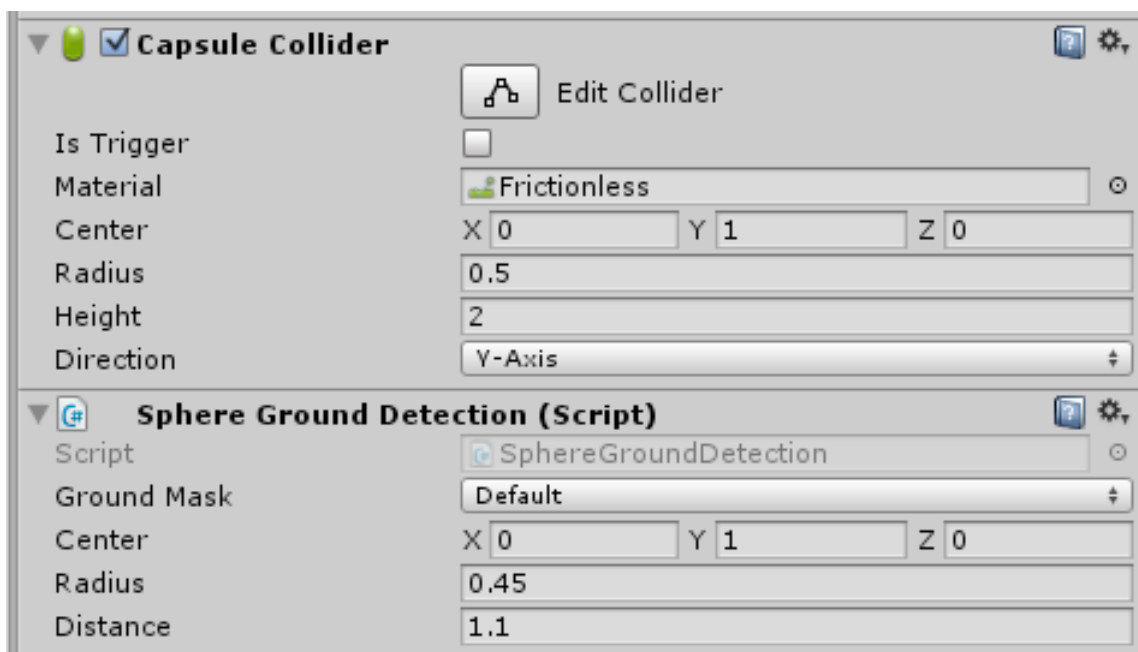 Capsule Collider
Edit Collider
Is Trigger
Material Frictionless
Center X 0 Y 1 Z 0
Radius 0.5
Height 2
Direction Y-Axis
Sphere Ground Detection (Script)
Script SphereGroundDetection
Ground Mask Default
Center X 0 Y 1 Z 0
Radius 0.45
Distance 1.1